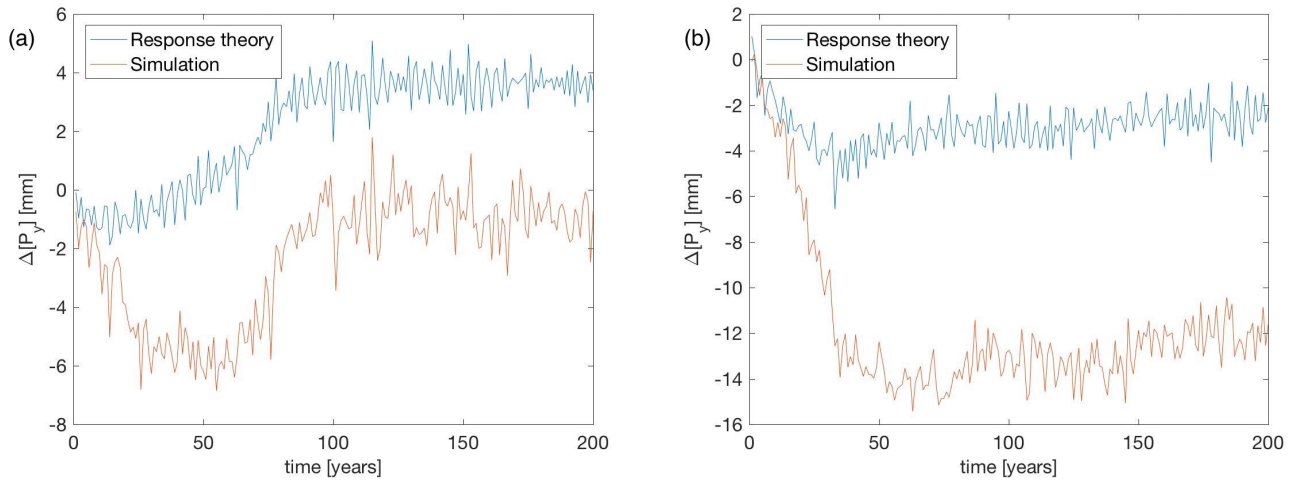 (a)
Response theory
Simulation
6
4
2
0
-2
-4
-6
-8
Δ[P_y] [mm]
0
50
100
150
200
time [years]
(b)
Response theory
Simulation
2
0
-2
-4
-6
-8
-10
-12
-14
-16
Δ[P_y] [mm]
0
50
100
150
200
time [years]